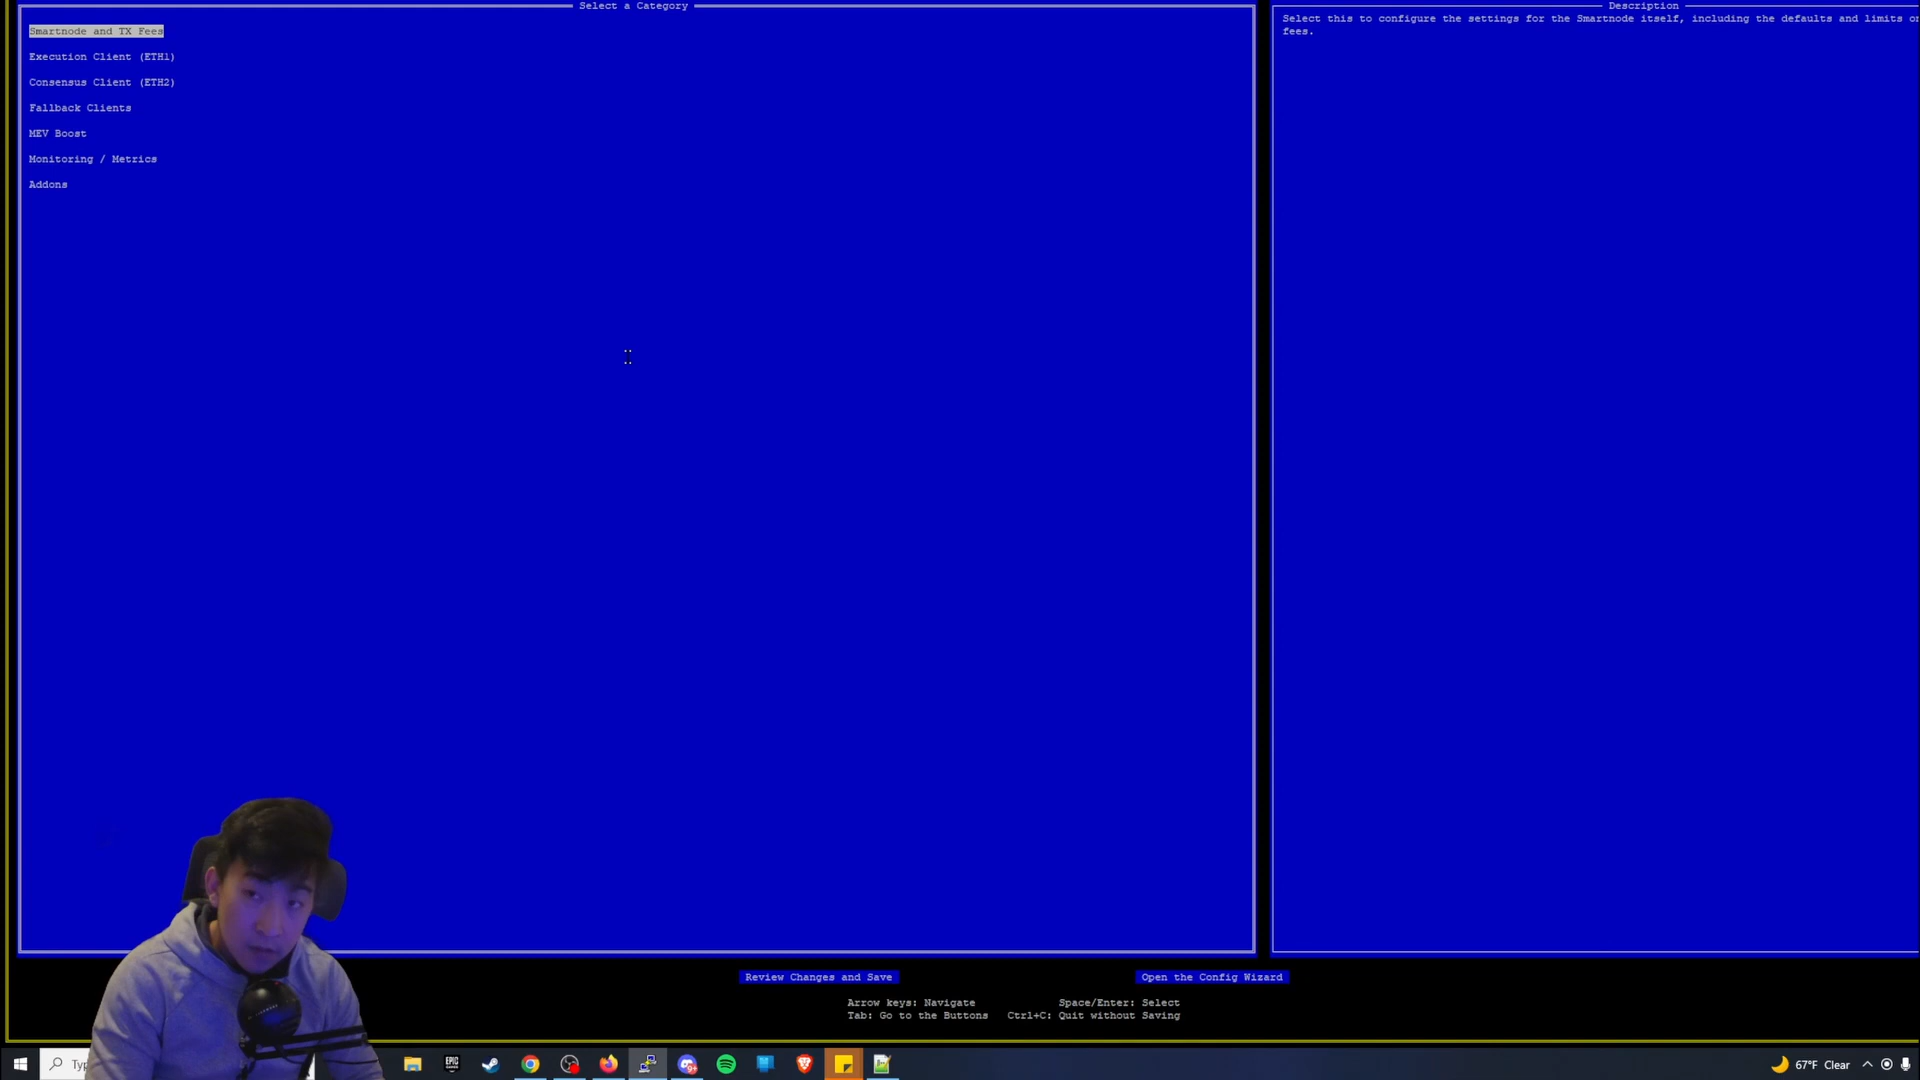 Select a Category
Description
Smartnode and TX Fees
Execution Client (ETH1)
Consensus Client (ETH2)
Fallback Clients
MEV Boost
Monitoring / Metrics
Addons
Select this to configure the settings for the Smartnode itself, including the defaults and limits on
fees.
Review Changes and Save
Open the Config Wizard
Arrow keys: Navigate
Space/Enter: Select
Tab: Go to the Buttons
Ctrl+C: Quit without Saving
EPIC
GAMES
9+
67°F Clear